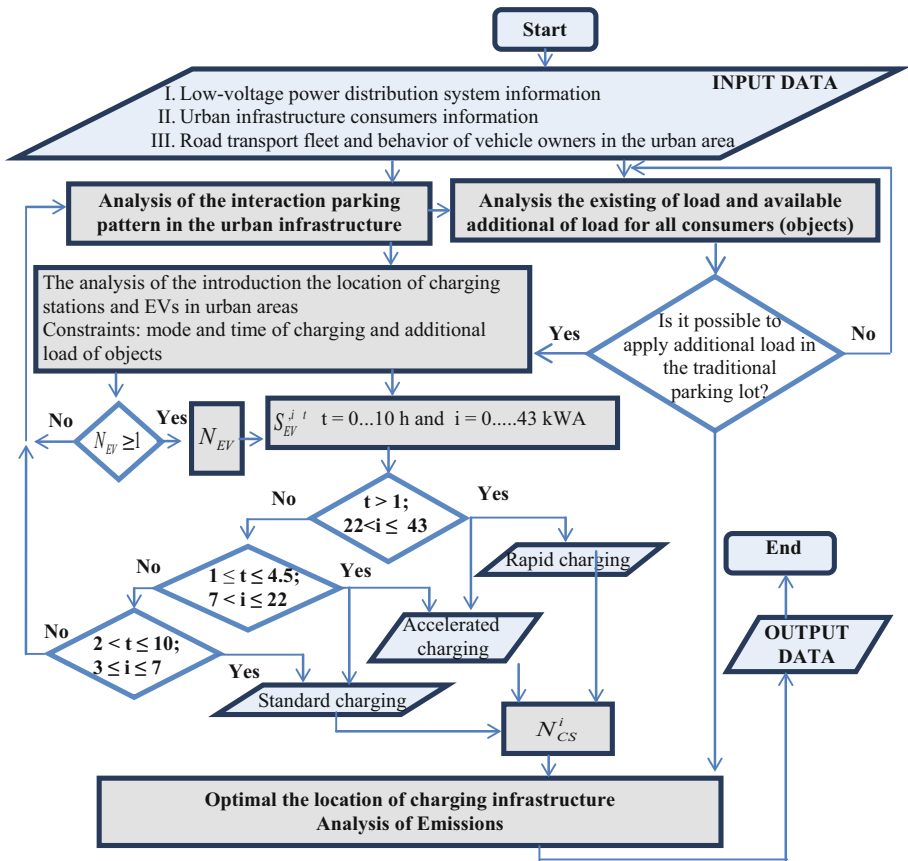 Start
INPUT DATA
I. Low-voltage power distribution system information
II. Urban infrastructure consumers information
III. Road transport fleet and behavior of vehicle owners in the urban area
Analysis of the interaction parking
pattern in the urban infrastructure
Analysis the existing of load and available
additional of load for all consumers (objects)
The analysis of the introduction the location of charging
stations and EVs in urban areas
Constraints: mode and time of charging and additional
load of objects
Yes
Is it possible to
apply additional load in
the traditional
parking lot?
No
No
N_EV ≥1
Yes
N_EV
S_EV^{,i t} t = 0...10 h and i = 0.....43 kWA
No
t > 1;
22<i ≤ 43
Yes
Rapid charging
No
1 ≤ t ≤ 4.5;
7 < i ≤ 22
Yes
Accelerated
charging
No
2 < t ≤ 10;
3 ≤ i ≤ 7
Yes
Standard charging
N_CS^i
End
OUTPUT
DATA
Optimal the location of charging infrastructure
Analysis of Emissions